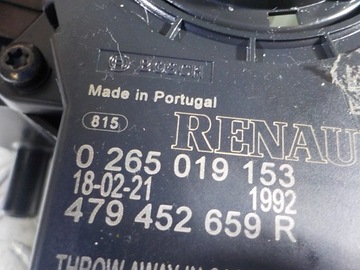 BOSCH
Made in Portugal
815 RENAU
0 265 019 153
18-02-21 1992
479 452 659 R
THROW AWAY IN